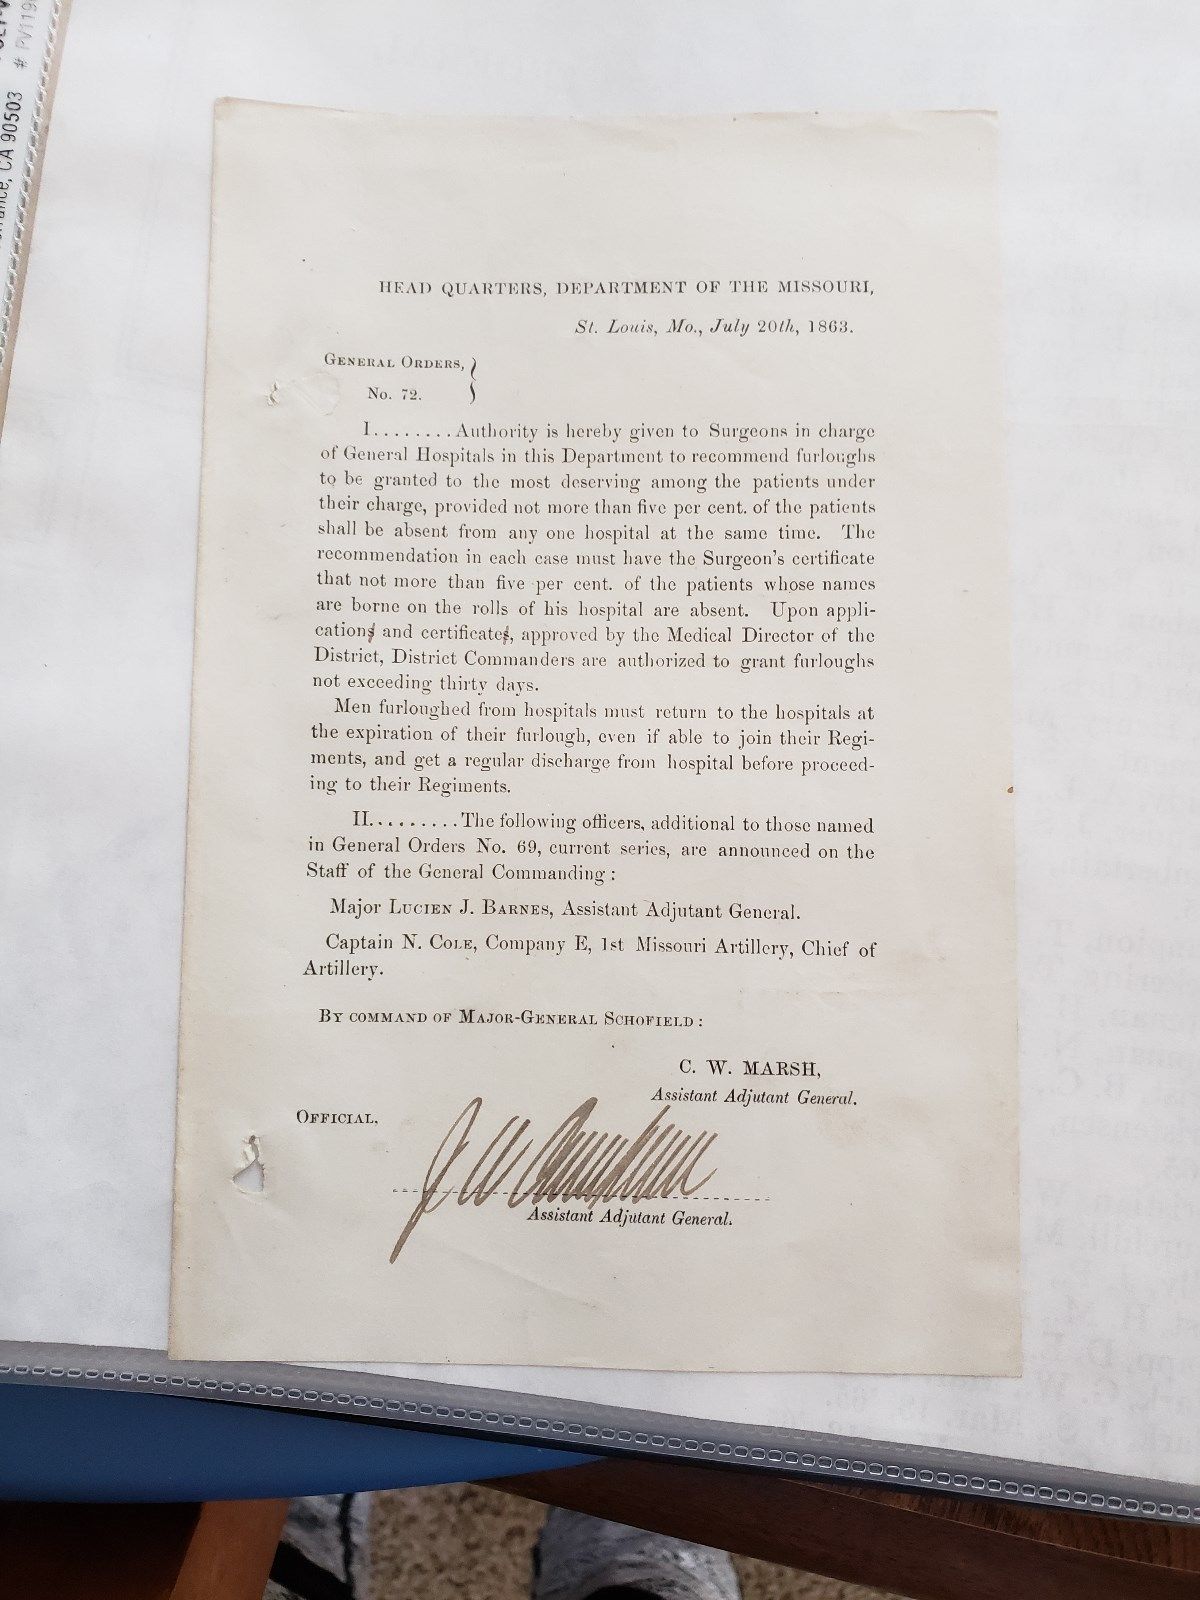 CA 90503
# PV119
HEAD QUARTERS, DEPARTMENT OF THE MISSOURI,
St. Louis, Mo., July 20th, 1863.
GENERAL ORDERS,
No. 72.
I........Authority is hereby given to Surgeons in charge
of General Hospitals in this Department to recommend furloughs
to be granted to the most deserving among the patients under
their charge, provided not more than five per cent. of the patients
shall be absent from any one hospital at the same time. The
recommendation in each case must have the Surgeon's certificate
that not more than five per cent. of the patients whose names
are borne on the rolls of his hospital are absent. Upon appli-
cations and certificates, approved by the Medical Director of the
District, District Commanders are authorized to grant furloughs
not exceeding thirty days.
Men furloughed from hospitals must return to the hospitals at
the expiration of their furlough, even if able to join their Regi-
ments, and get a regular discharge from hospital before proceed-
ing to their Regiments.
II.........The following officers, additional to those named
in General Orders No. 69, current series, are announced on the
Staff of the General Commanding :
Major LUCIEN J. BARNES, Assistant Adjutant General.
Captain N. COLE, Company E, 1st Missouri Artillery, Chief of
Artillery.
BY COMMAND OF MAJOR-GENERAL SCHOFIELD :
C. W. MARSH,
Assistant Adjutant General.
OFFICIAL.
Assistant Adjutant General.